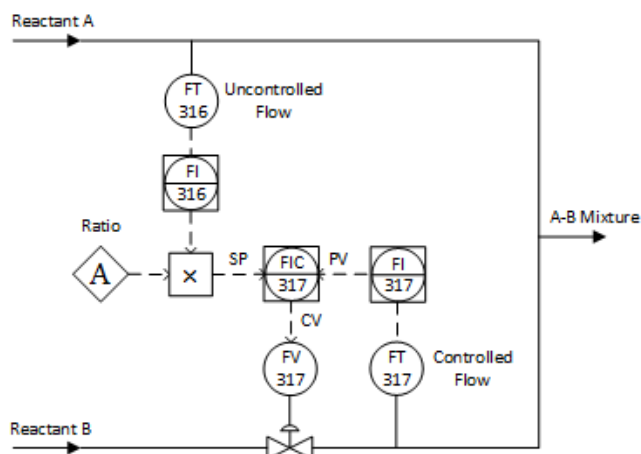 Reactant A
FT
316
Uncontrolled
Flow
FI
316
Ratio
A
×
SP
FIC
317
PV
FI
317
A-B Mixture
CV
FV
317
FT
317
Controlled
Flow
Reactant B